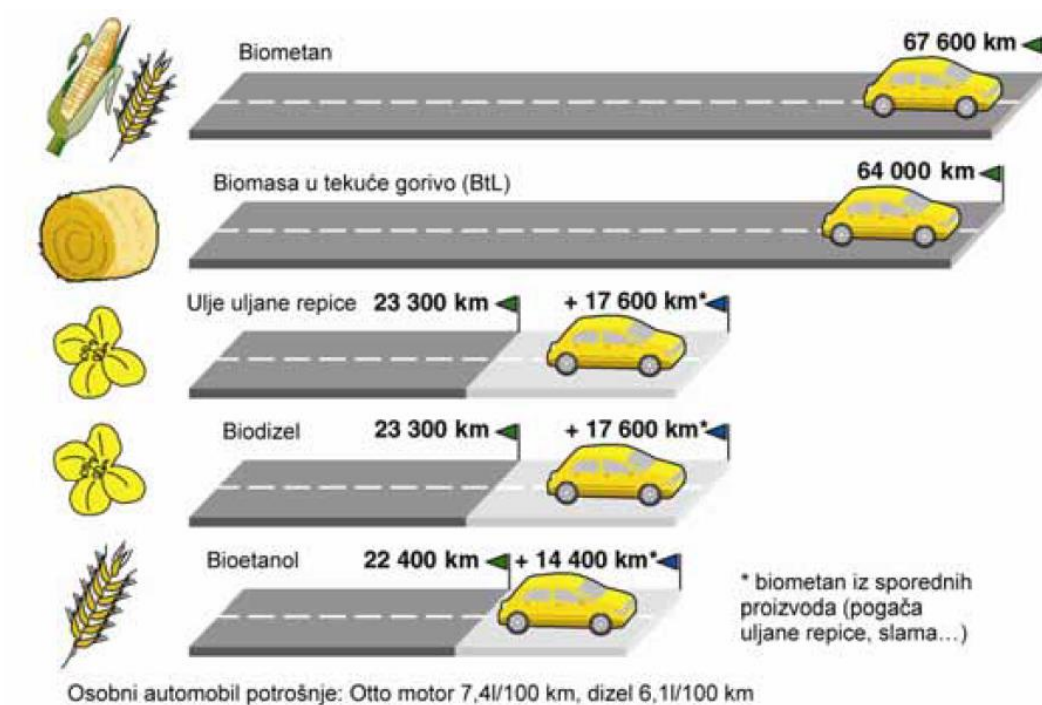 Biometan
67 600 km
Biomasa u tekuće gorivo (BtL)
64 000 km
Ulje uljane repice 23 300 km + 17 600 km*
Biodizel 23 300 km + 17 600 km*
Bioetanol 22 400 km + 14 400 km*
* biometan iz sporednih
proizvoda (pogača
uljane repice, slama...)
Osobni automobil potrošnje: Otto motor 7,4l/100 km, dizel 6,1l/100 km